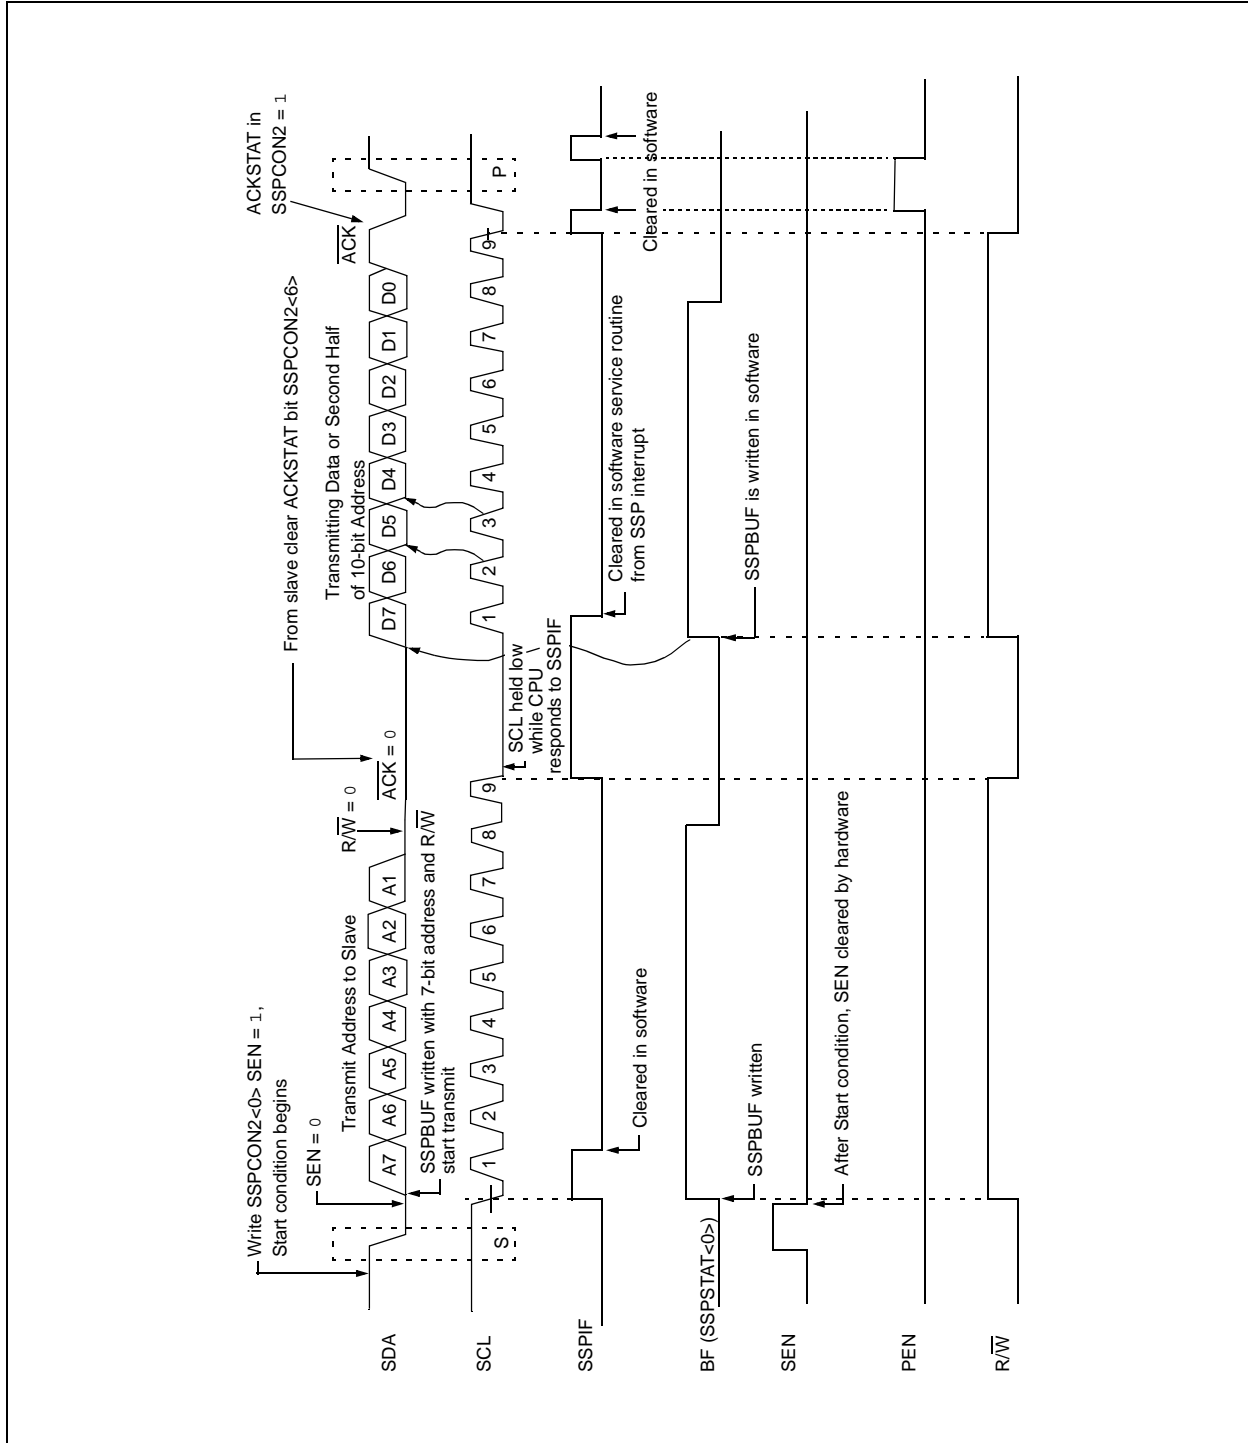 Write SSPCON2<0> SEN = 1,
Start condition begins
SEN = 0
Transmit Address to Slave
R/W = 0
From slave clear ACKSTAT bit SSPCON2<6>
ACK = 0
Transmitting Data or Second Half
of 10-bit Address
ACKSTAT in
SSPCON2 = 1
ACK
SDA
A7 A6 A5 A4 A3 A2 A1
D7 D6 D5 D4 D3 D2 D1 D0
SSPBUF written with 7-bit address and R/W
start transmit
SCL
S
1 2 3 4 5 6 7 8 9
1 2 3 4 5 6 7 8 9
P
SCL held low
while CPU
responds to SSPIF
SSPIF
Cleared in software
Cleared in software service routine
from SSP interrupt
Cleared in software
BF (SSPSTAT<0>)
SSPBUF written
SSPBUF is written in software
SEN
After Start condition, SEN cleared by hardware
PEN
R/W